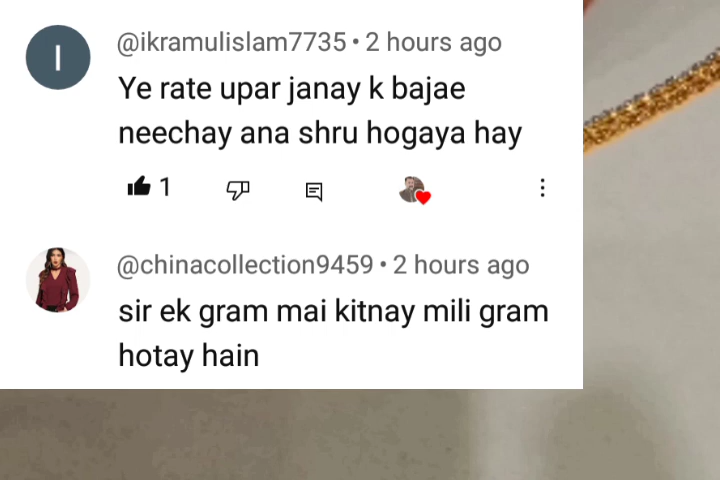 I
@ikramulislam7735 • 2 hours ago
Ye rate upar janay k bajae
neechay ana shru hogaya hay
1
@chinacollection9459 • 2 hours ago
sir ek gram mai kitnay mili gram
hotay hain